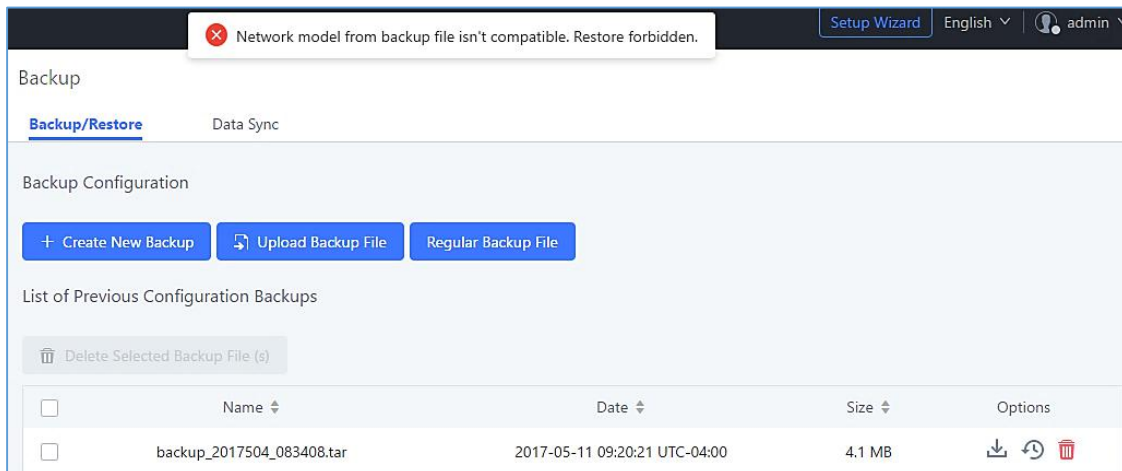 Setup Wizard English admin
Network model from backup file isn't compatible. Restore forbidden.
Backup
Backup/Restore Data Sync
Backup Configuration
+ Create New Backup Upload Backup File Regular Backup File
List of Previous Configuration Backups
Delete Selected Backup File (s)
Name Date Size Options
backup_2017504_083408.tar 2017-05-11 09:20:21 UTC-04:00 4.1 MB